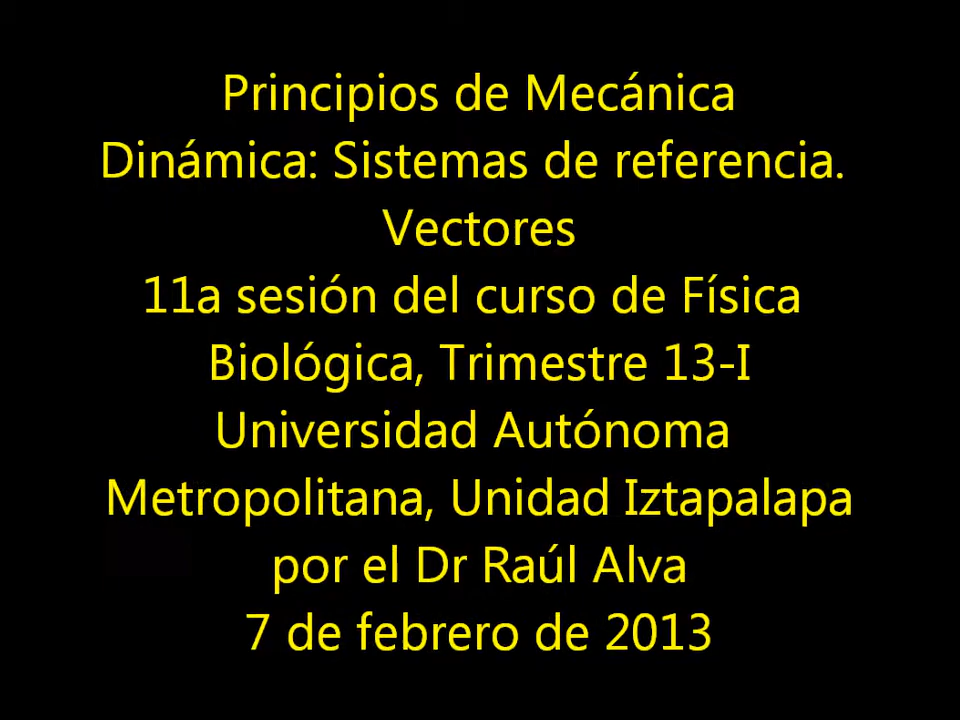 Principios de Mecánica
Dinámica: Sistemas de referencia.
Vectores
11a sesión del curso de Física
Biológica, Trimestre 13-I
Universidad Autónoma
Metropolitana, Unidad Iztapalapa
por el Dr Raúl Alva
7 de febrero de 2013